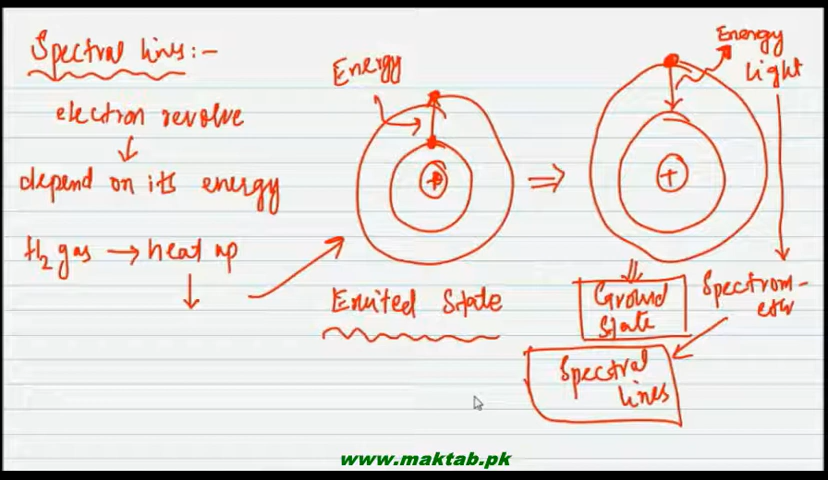 Spectral lines:-
electron revolve
↓
depend on its energy
H₂ gas → heat up
↓
Energy
+
Exited State
⇒
Energy
light
+
Ground
State
Spectrom-
eter
Spectral
lines
www.maktab.pk